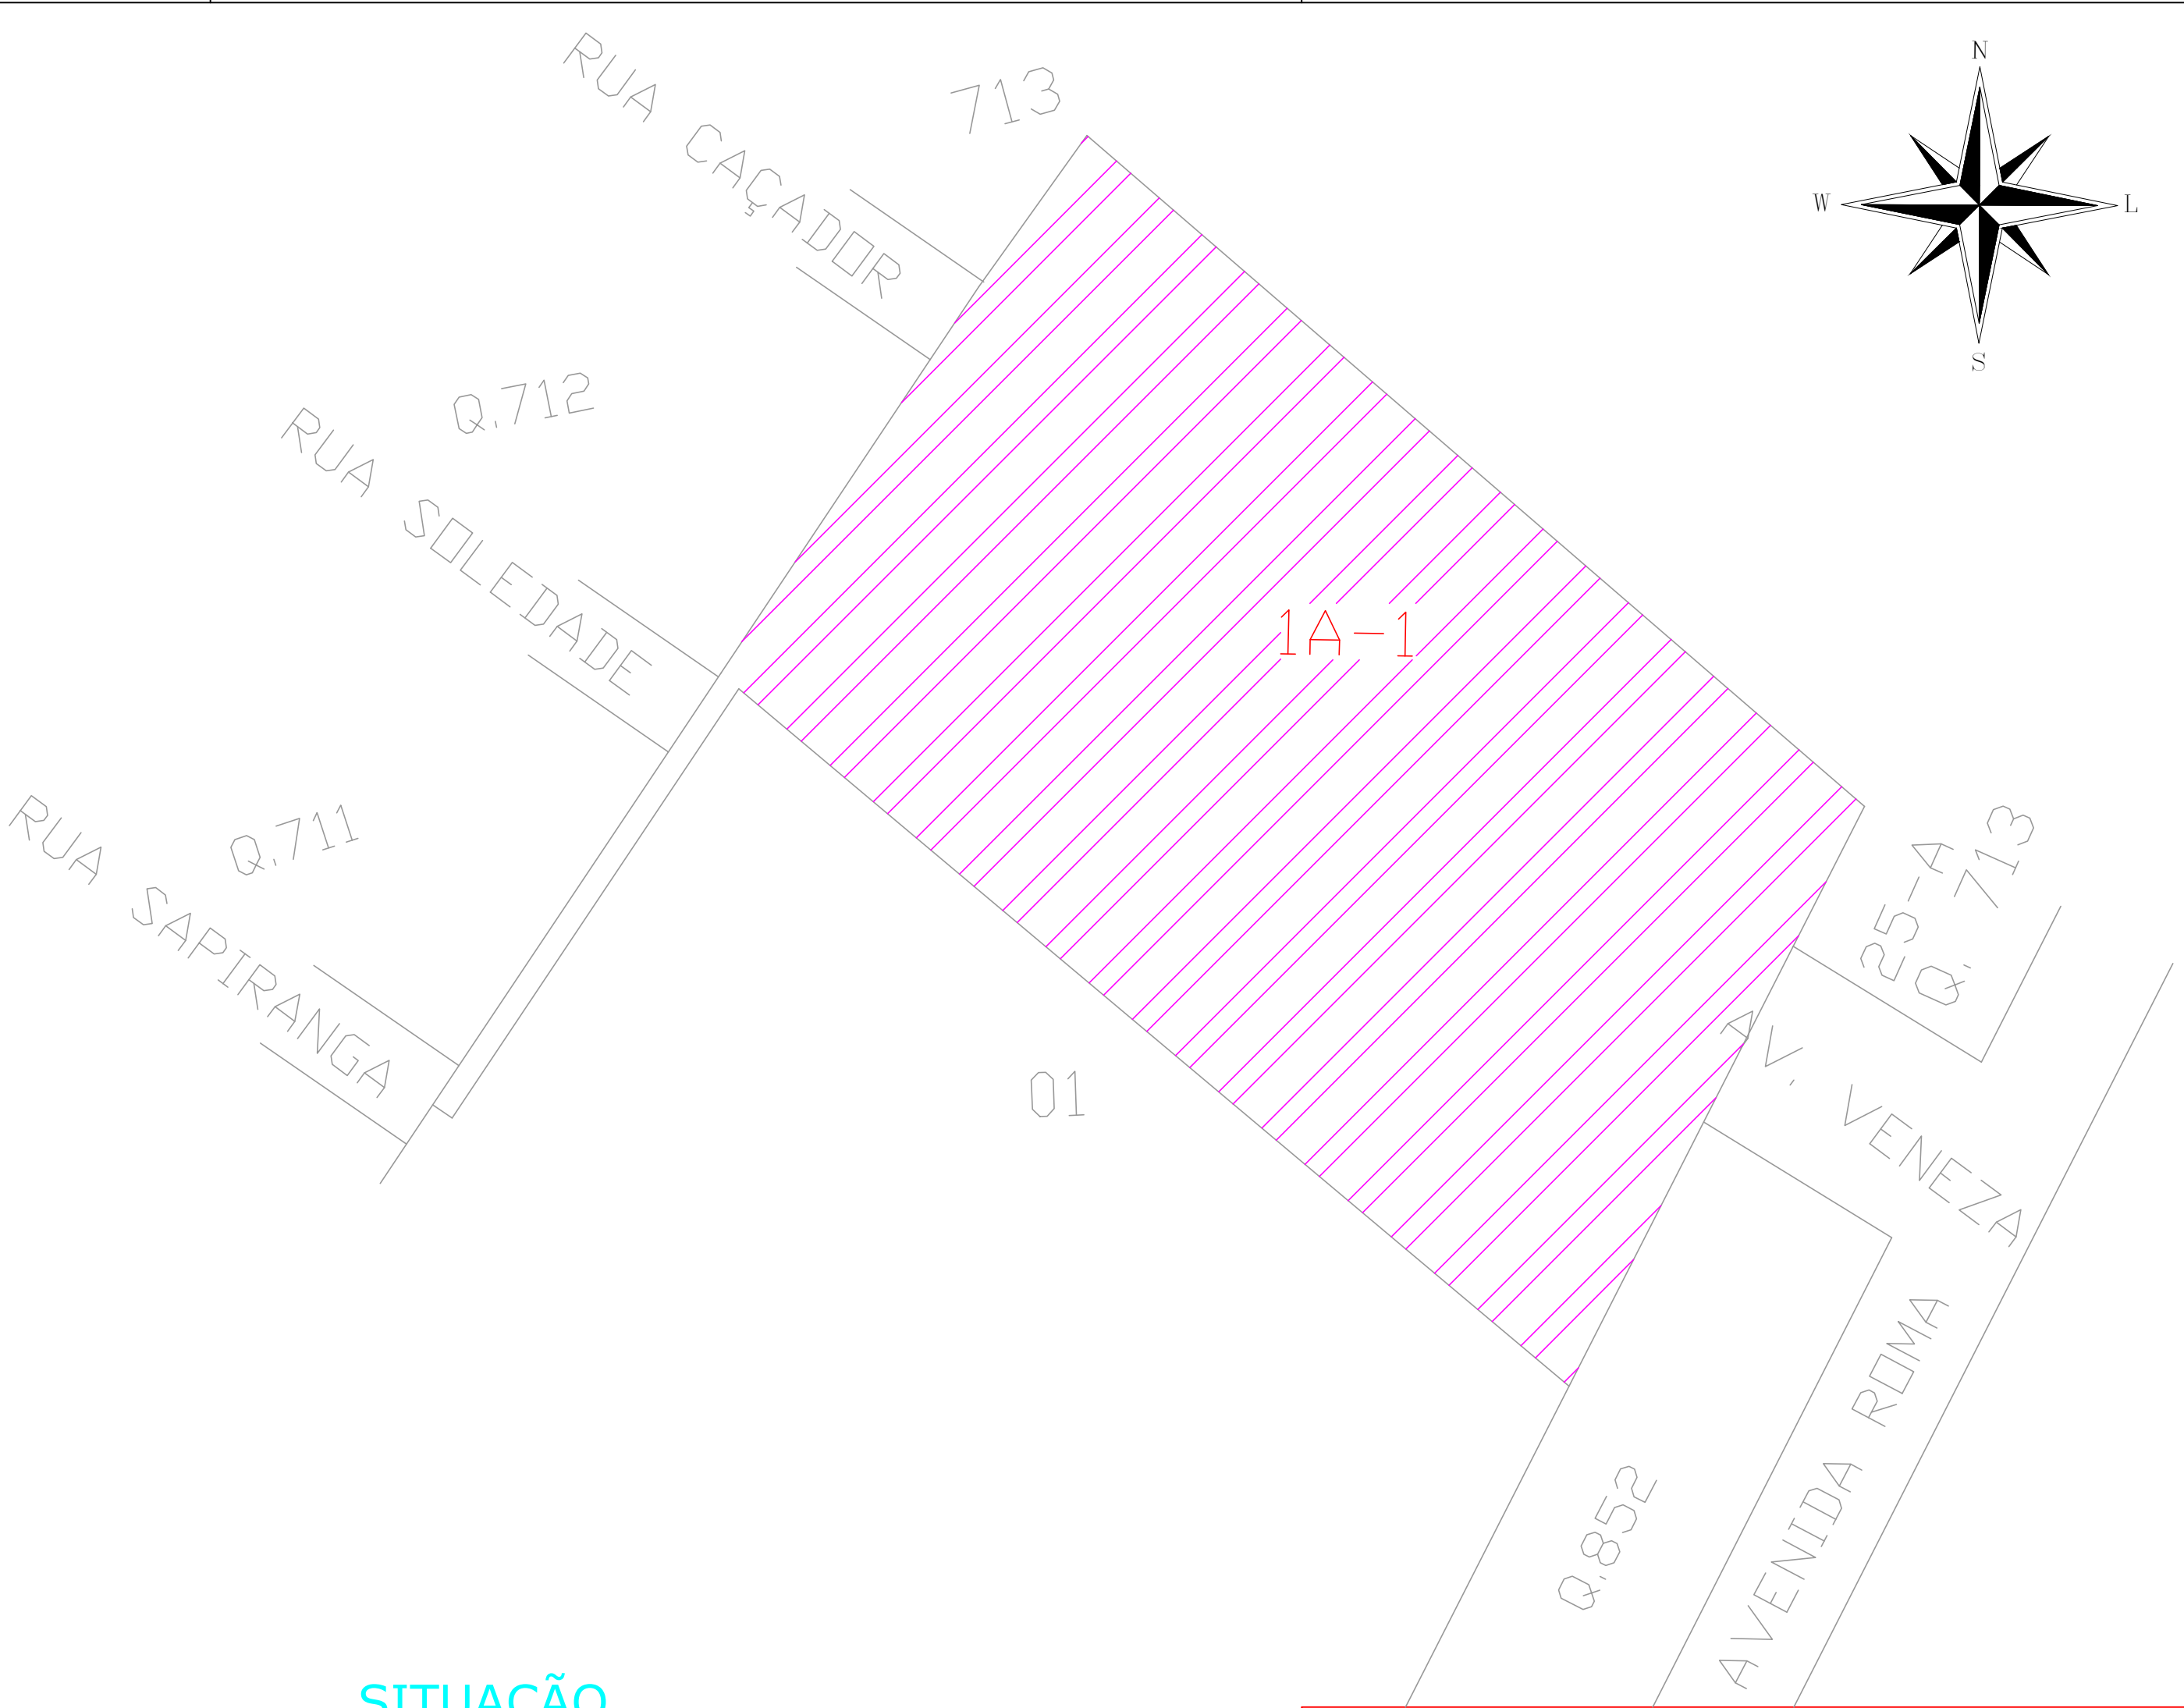 N
W
L
S
RUA CAÇADOR
713
Q.712
RUA SOLEDADE
1A-1
Q.711
RUA SAPIRANGA
25-A
Q. 713
01
AV. VENEZA
AVENIDA ROMA
Q.852
SITUAÇÃO